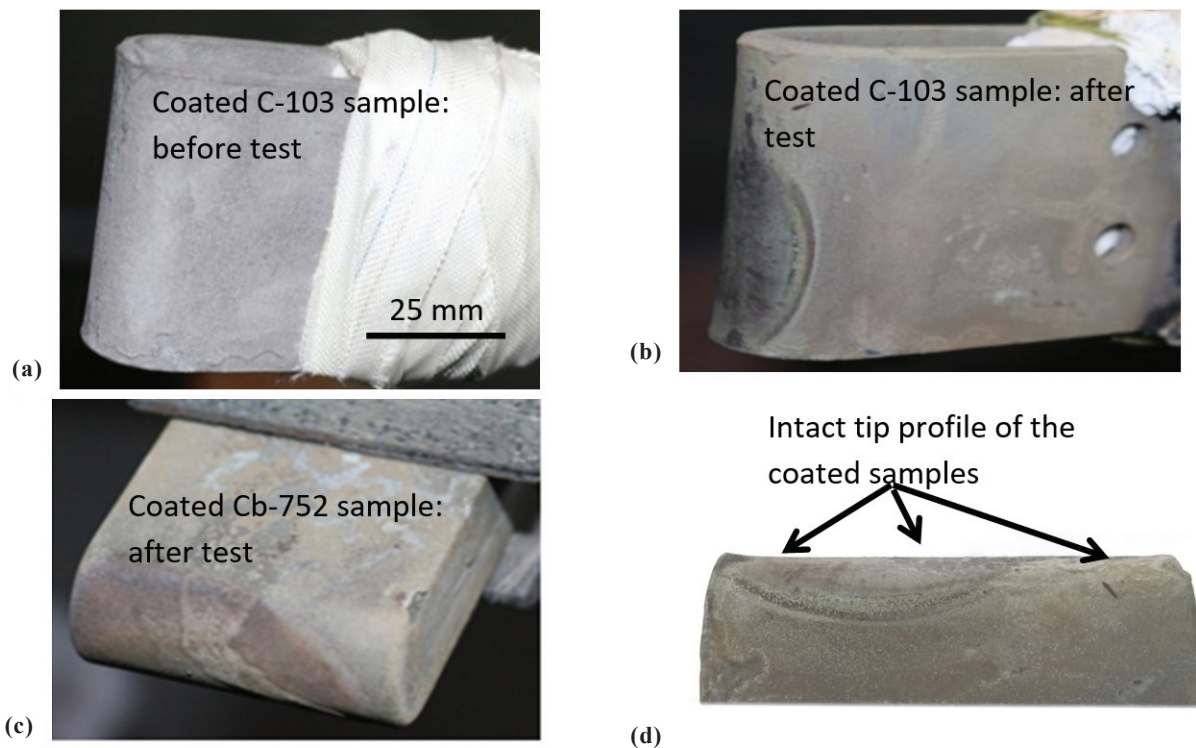 Coated C-103 sample:
before test
25 mm
(a)
Coated C-103 sample: after
test
(b)
Coated Cb-752 sample:
after test
(c)
Intact tip profile of the
coated samples
(d)